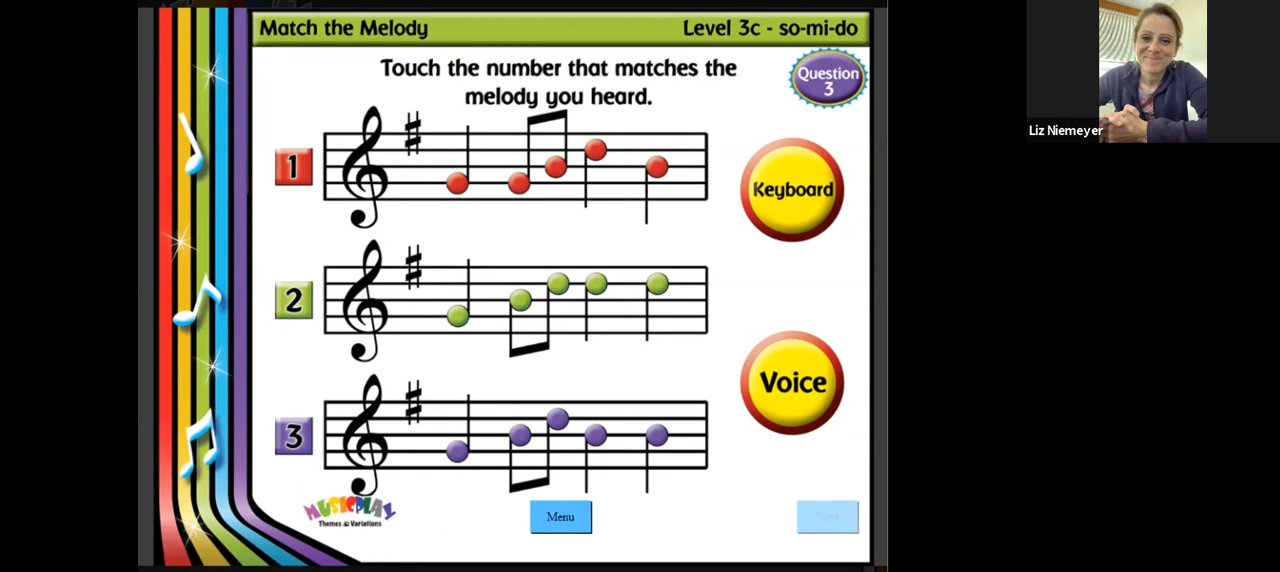 Match the Melody
Level 3c - so-mi-do
Touch the number that matches the
melody you heard.
Question
3
1
Keyboard
2
Voice
3
MUSICPLAY
Themes & Variations
Menu
Next
Liz Niemeyer